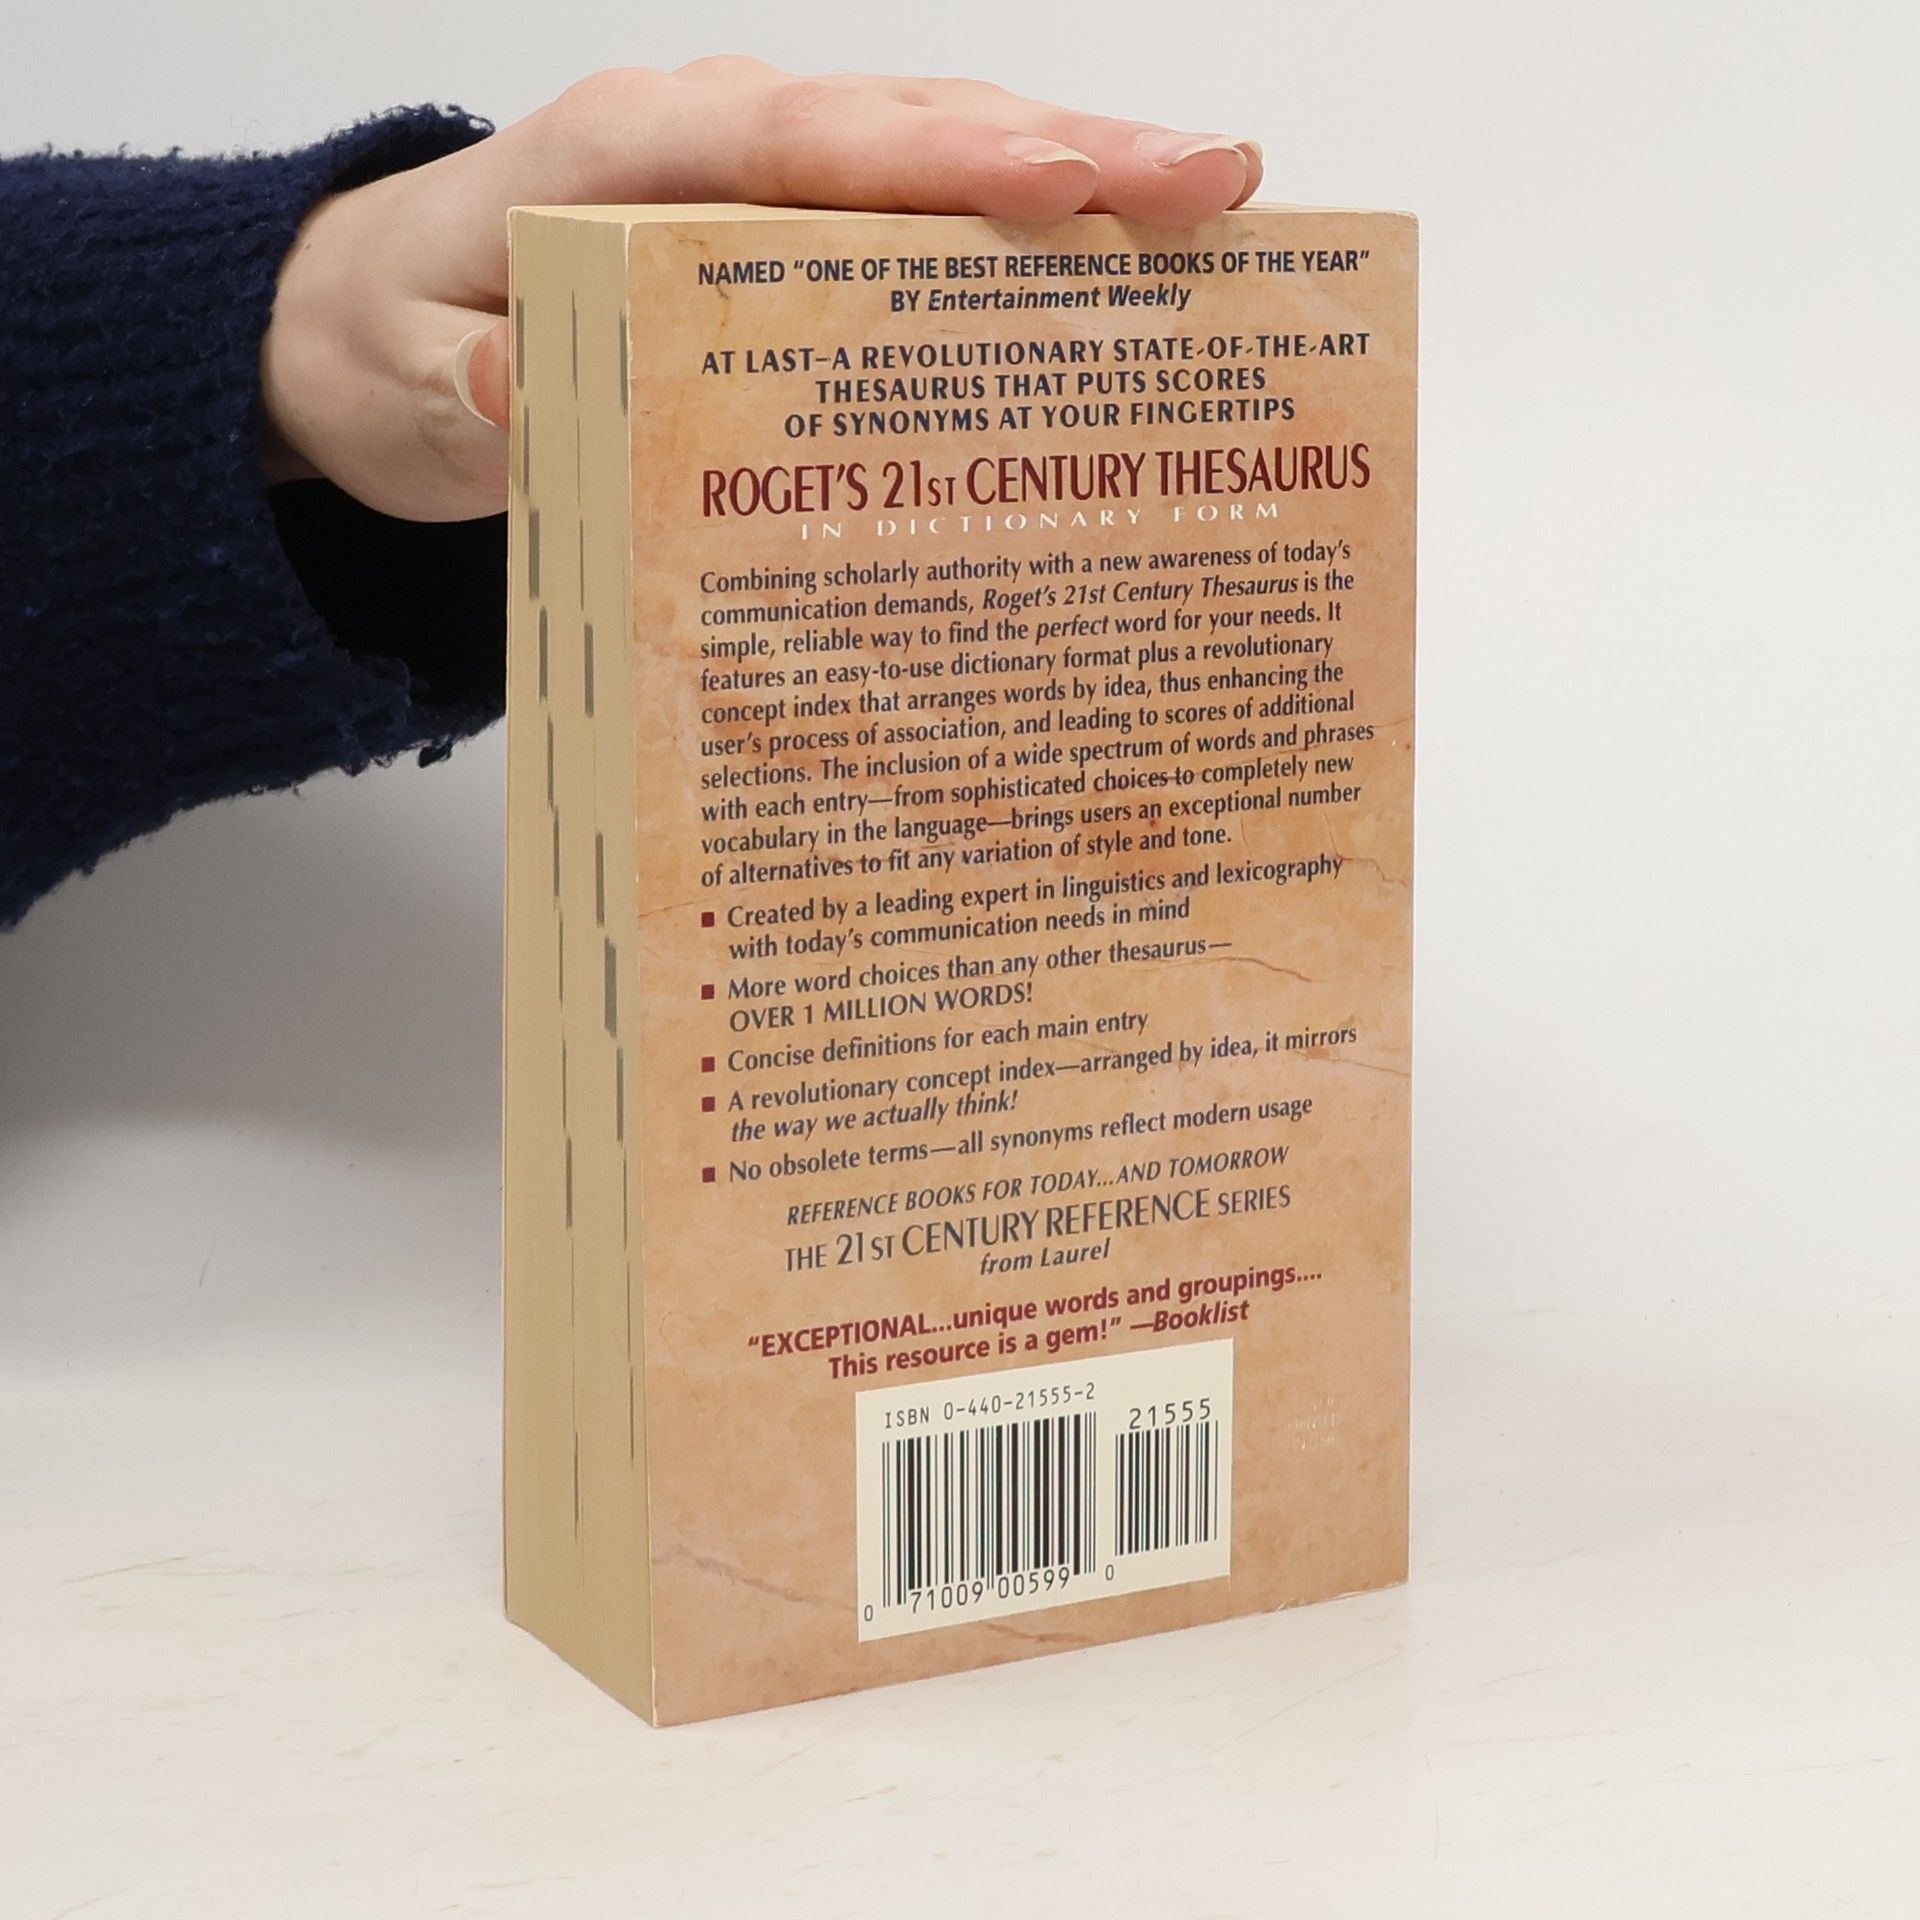 NAMED “ONE OF THE BEST REFERENCE BOOKS OF THE YEAR”
BY Entertainment Weekly
AT LAST–A REVOLUTIONARY STATE-OF-THE-ART
THESAURUS THAT PUTS SCORES
OF SYNONYMS AT YOUR FINGERTIPS
ROGET’S 21ST CENTURY THESAURUS
IN DICTIONARY FORM
Combining scholarly authority with a new awareness of today’s
communication demands, Roget’s 21st Century Thesaurus is the
simple, reliable way to find the perfect word for your needs. It
features an easy-to-use dictionary format plus a revolutionary
concept index that arranges words by idea, thus enhancing the
user’s process of association, and leading to scores of additional
selections. The inclusion of a wide spectrum of words and phrases
with each entry—from sophisticated choices to completely new
vocabulary in the language—brings users an exceptional number
of alternatives to fit any variation of style and tone.
■ Created by a leading expert in linguistics and lexicography
with today’s communication needs in mind
■ More word choices than any other thesaurus—
OVER 1 MILLION WORDS!
■ Concise definitions for each main entry
■ A revolutionary concept index—arranged by idea, it mirrors
the way we actually think!
■ No obsolete terms—all synonyms reflect modern usage
REFERENCE BOOKS FOR TODAY...AND TOMORROW
THE 21ST CENTURY REFERENCE SERIES
from Laurel
“EXCEPTIONAL...unique words and groupings....
This resource is a gem!” —Booklist
ISBN 0-440-21555-2
21555
0 71009 00599 0